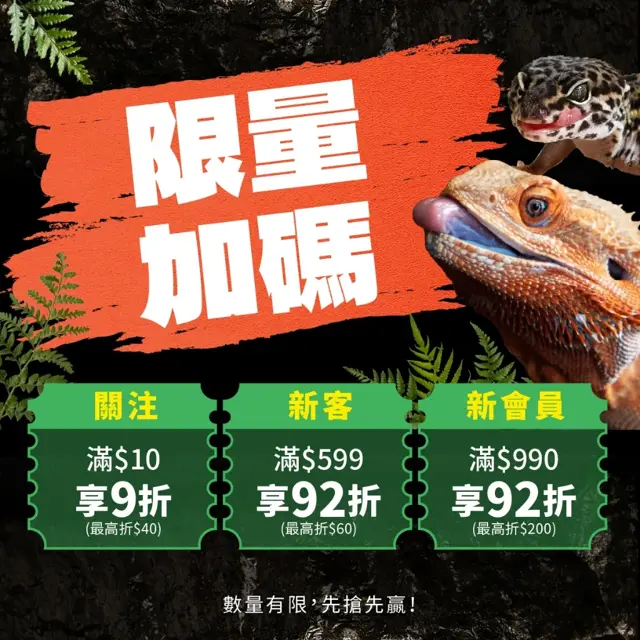 限量
加碼
關注
滿$10
享9折
(最高折$40)
新客
滿$599
享92折
(最高折$60)
新會員
滿$990
享92折
(最高折$200)
數量有限，先搶先贏！